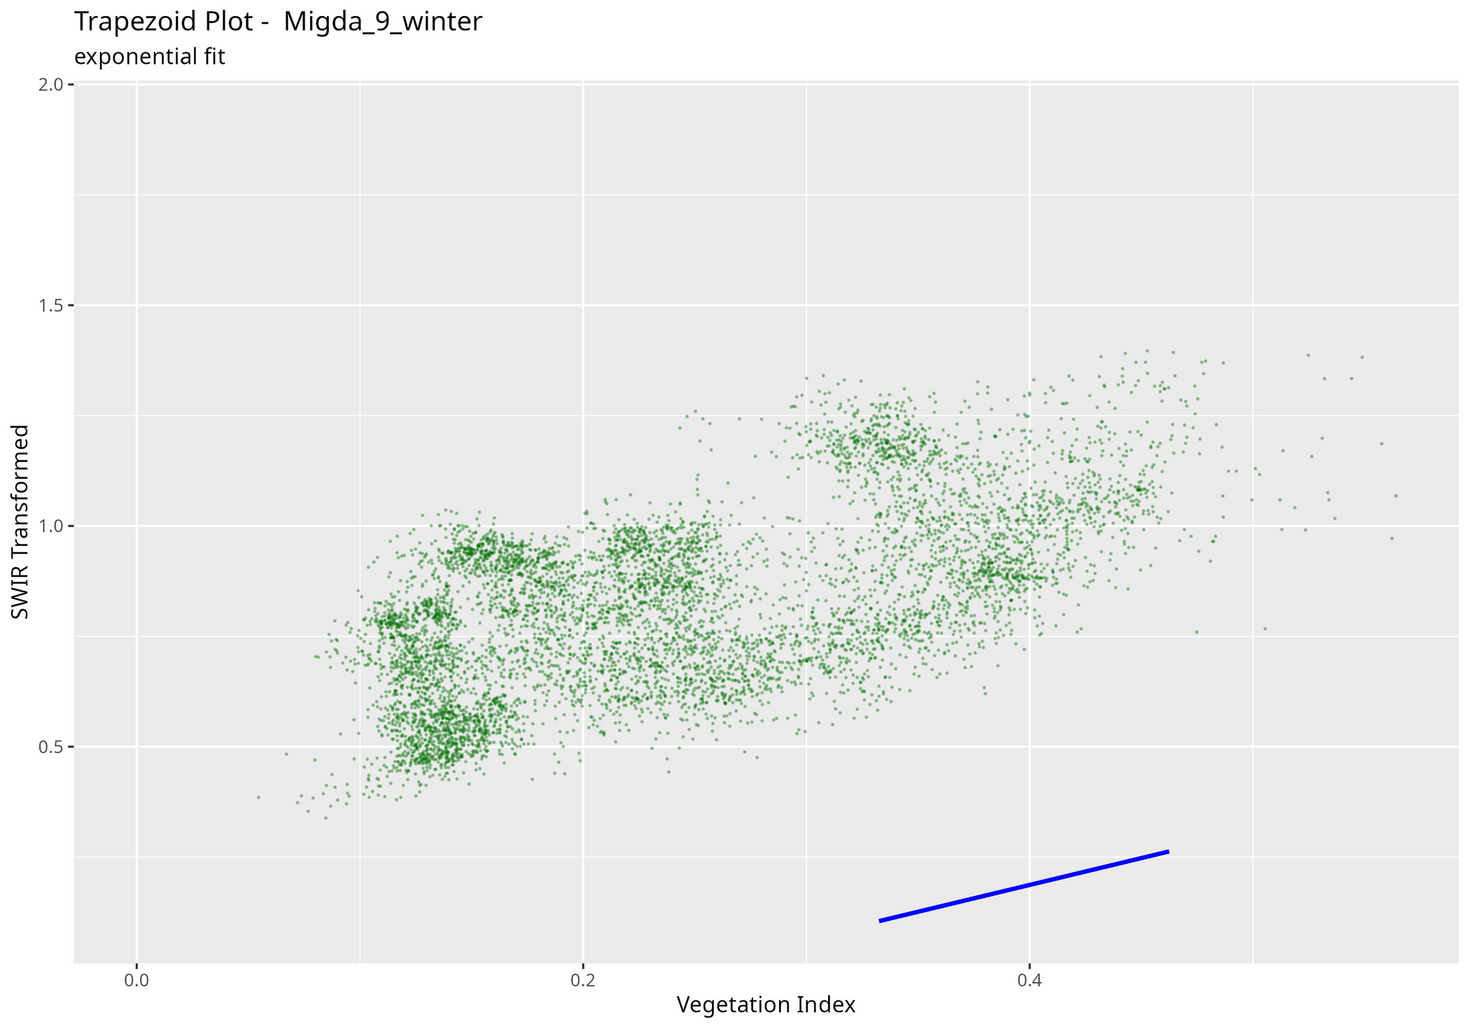 Trapezoid Plot -  Migda_9_winter
exponential fit
2.0
1.5
1.0
0.5
SWIR Transformed
0.0
0.2
0.4
Vegetation Index